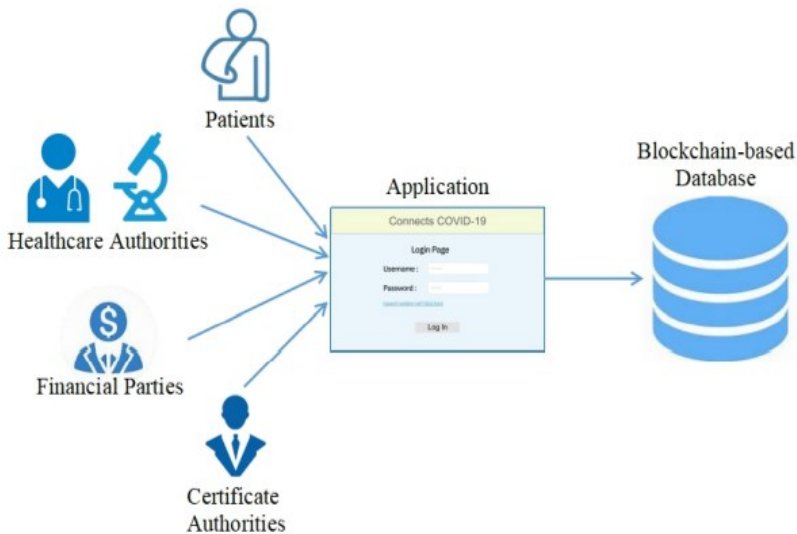 Patients
Healthcare Authorities
Financial Parties
Certificate
Authorities
Application
Connects COVID-19
Login Page
Username :
Password :
Log In
Blockchain-based
Database